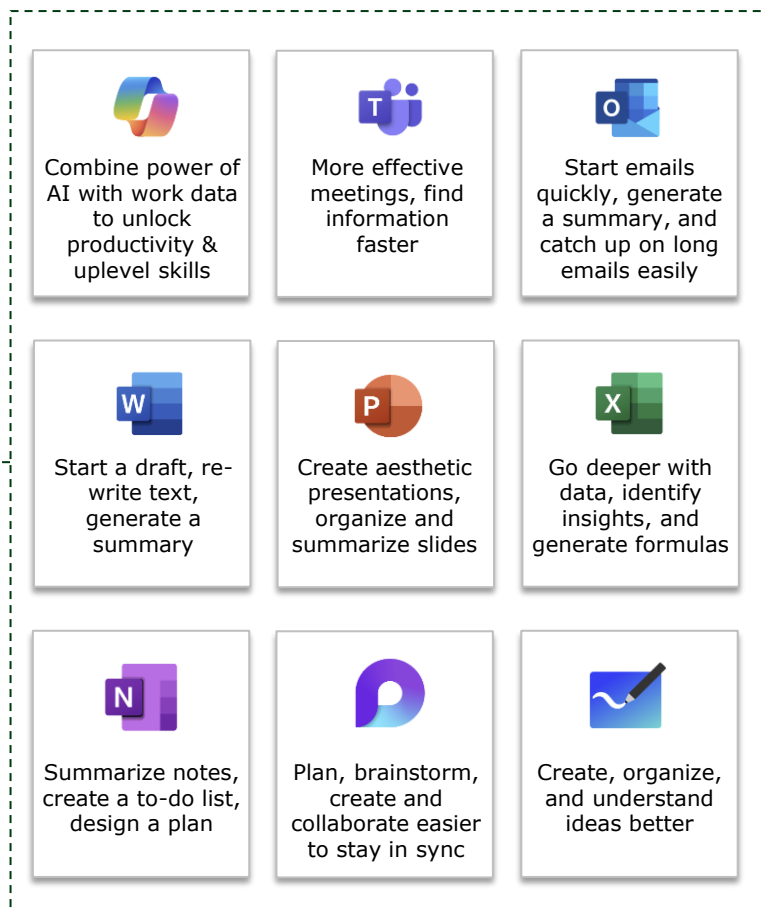 Combine power of
AI with work data
to unlock
productivity &
uplevel skills
T
More effective
meetings, find
information
faster
O
Start emails
quickly, generate
a summary, and
catch up on long
emails easily
W
Start a draft, re-
write text,
generate a
summary
P
Create aesthetic
presentations,
organize and
summarize slides
X
Go deeper with
data, identify
insights, and
generate formulas
N
Summarize notes,
create a to-do list,
design a plan
Plan, brainstorm,
create and
collaborate easier
to stay in sync
Create, organize,
and understand
ideas better